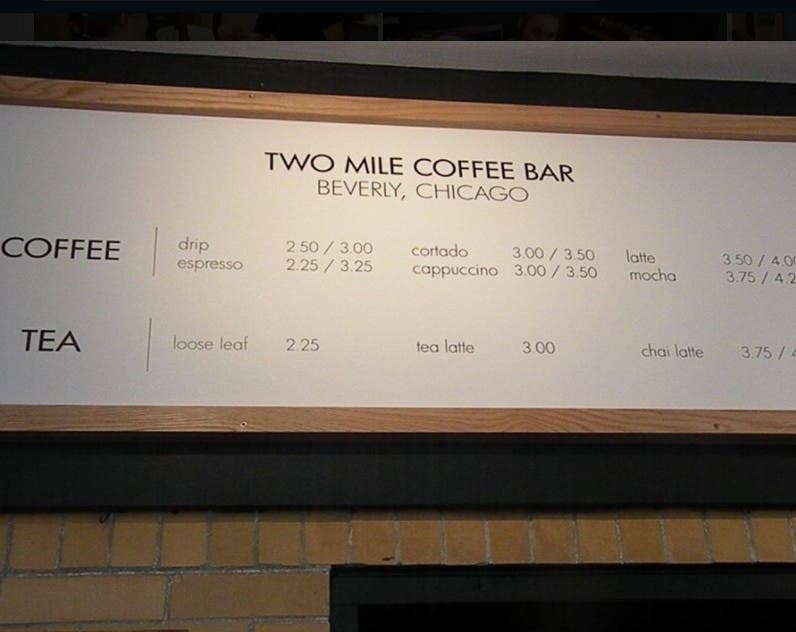 TWO MILE COFFEE BAR
BEVERLY, CHICAGO
COFFEE
drip 2.50 / 3.00 cortado 3.00 / 3.50 latte 3.50 / 4.00
espresso 2.25 / 3.25 cappuccino 3.00 / 3.50 mocha 3.75 / 4.2
TEA
loose leaf 2.25 tea latte 3.00 chai latte 3.75 /